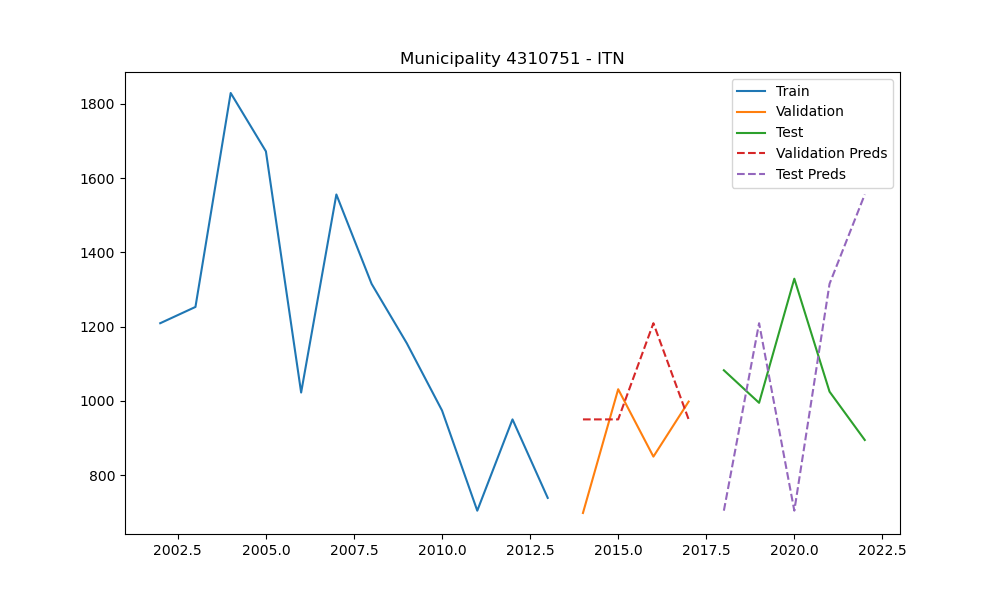 Municipality 4310751 - ITN
Train
Validation
Test
Validation Preds
Test Preds
1800
1600
1400
1200
1000
800
2002.5 2005.0 2007.5 2010.0 2012.5 2015.0 2017.5 2020.0 2022.5